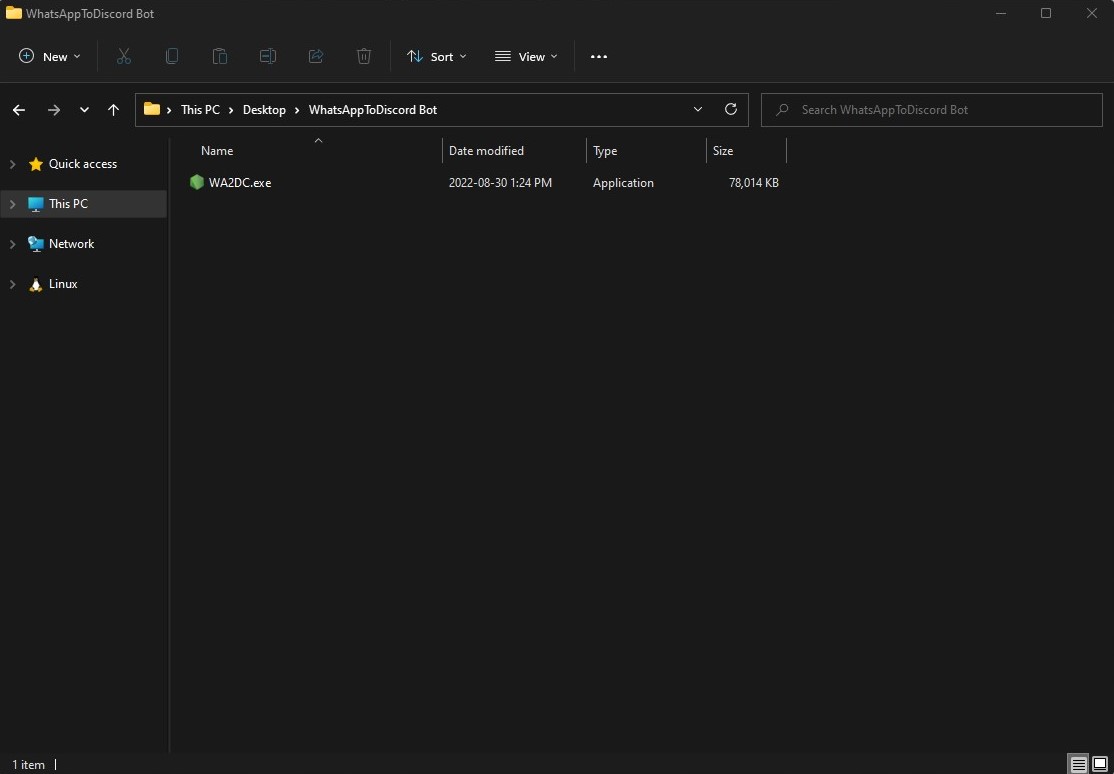 WhatsAppToDiscord Bot
New Sort View
This PC Desktop WhatsAppToDiscord Bot Search WhatsAppToDiscord Bot
Name Date modified Type Size
Quick access
WA2DC.exe 2022-08-30 1:24 PM Application 78,014 KB
This PC
Network
Linux
1 item